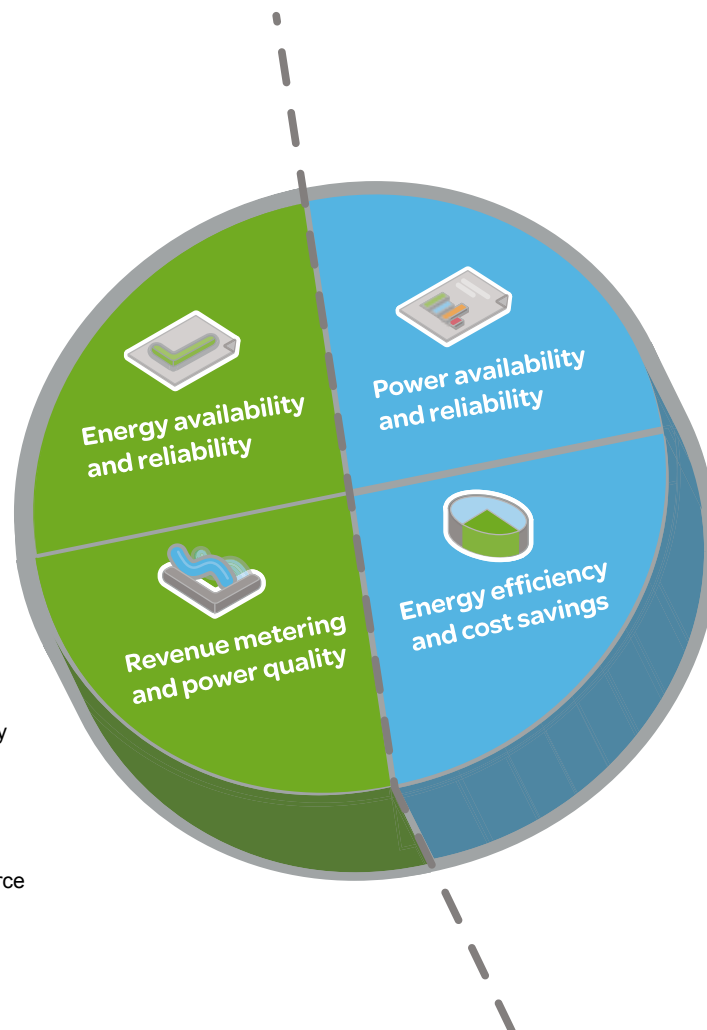 Power availability
and reliability
Energy availability
and reliability
Energy efficiency
and cost savings
Revenue metering
and power quality